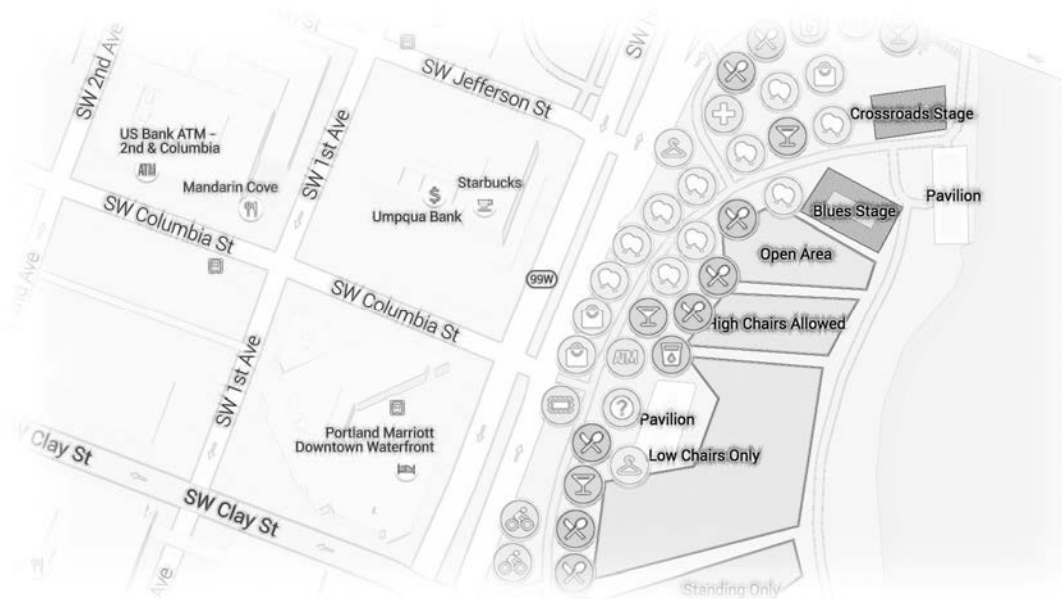 SW 2nd Ave
SW Jefferson St
US Bank ATM –
2nd & Columbia
ATM
SW 1st Ave
Crossroads Stage
Mandarin Cove
Starbucks
$
Umpqua Bank
Pavilion
Blues Stage
SW Columbia St
Open Area
99W
SW Columbia St
High Chairs Allowed
ATM
SW 1st Ave
?
Pavilion
Portland Marriott
Downtown Waterfront
Low Chairs Only
Clay St
SW Clay St
Standing Only
Ave